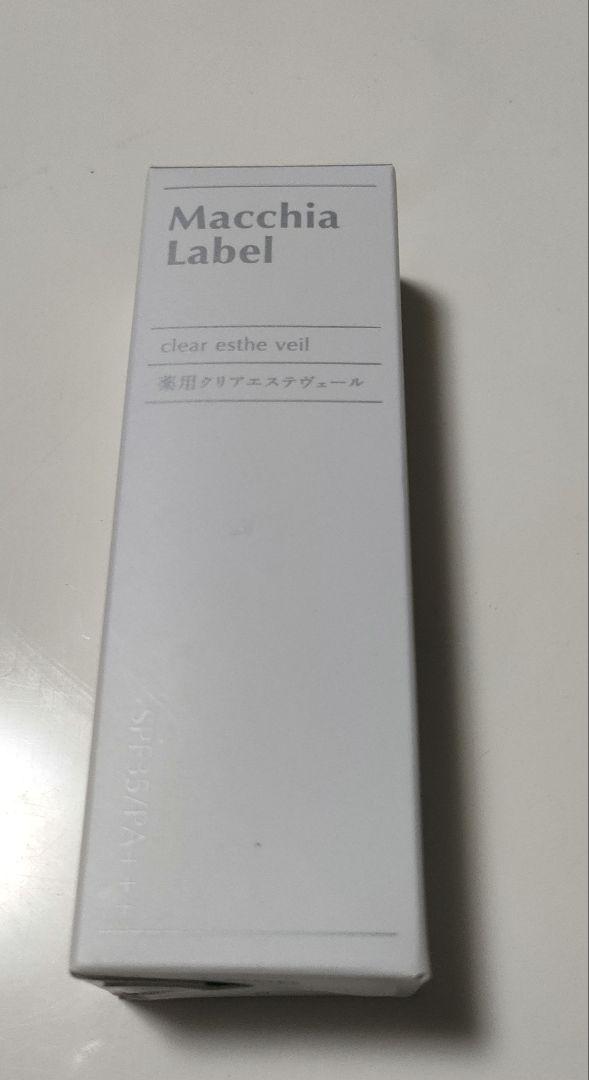 Macchia
Label
clear esthe veil
薬用クリアエステヴェール
SPF35/PA+++